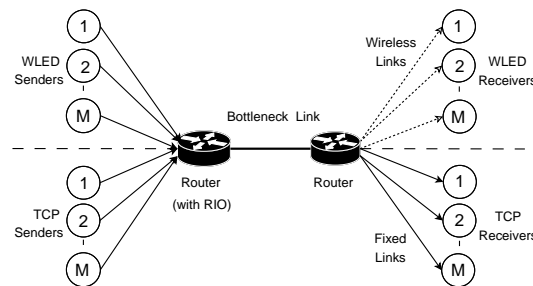 1
WLED
Senders
2
M
Bottleneck Link
Router
(with RIO)
Router
1
TCP
Senders
2
M
Wireless
Links
1
2
WLED
Receivers
M
Fixed
Links
1
2
TCP
Receivers
M